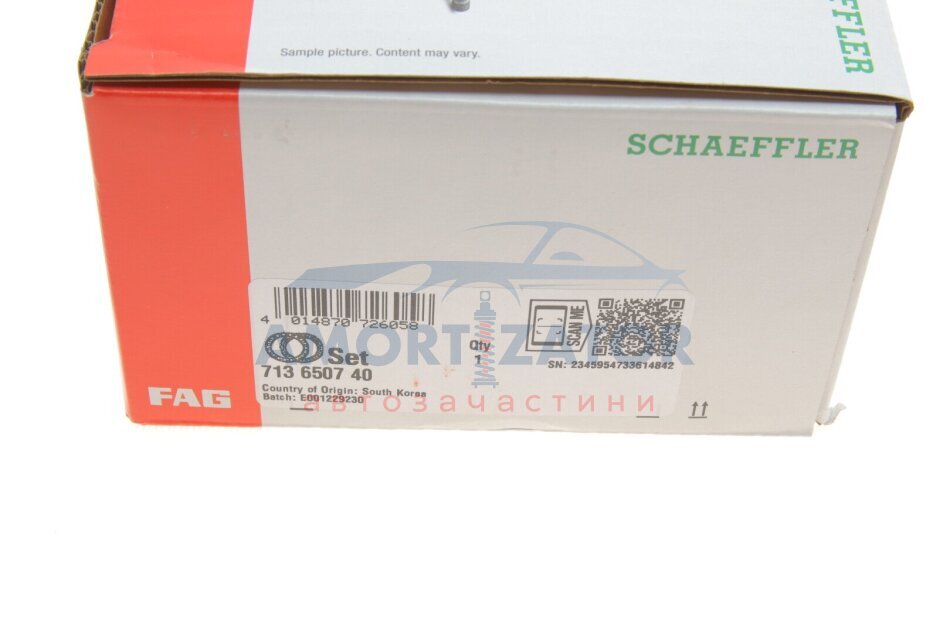 Sample picture. Content may vary.
EFFLER
SCHAEFFLER
4 014870 726058
Set
713 6507 40
Qty
1
SCAN ME
SN: 2345954733614842
Country of Origin: South Korea
Batch: E001229230
FAG
AMORTIZATOR
автозачастини